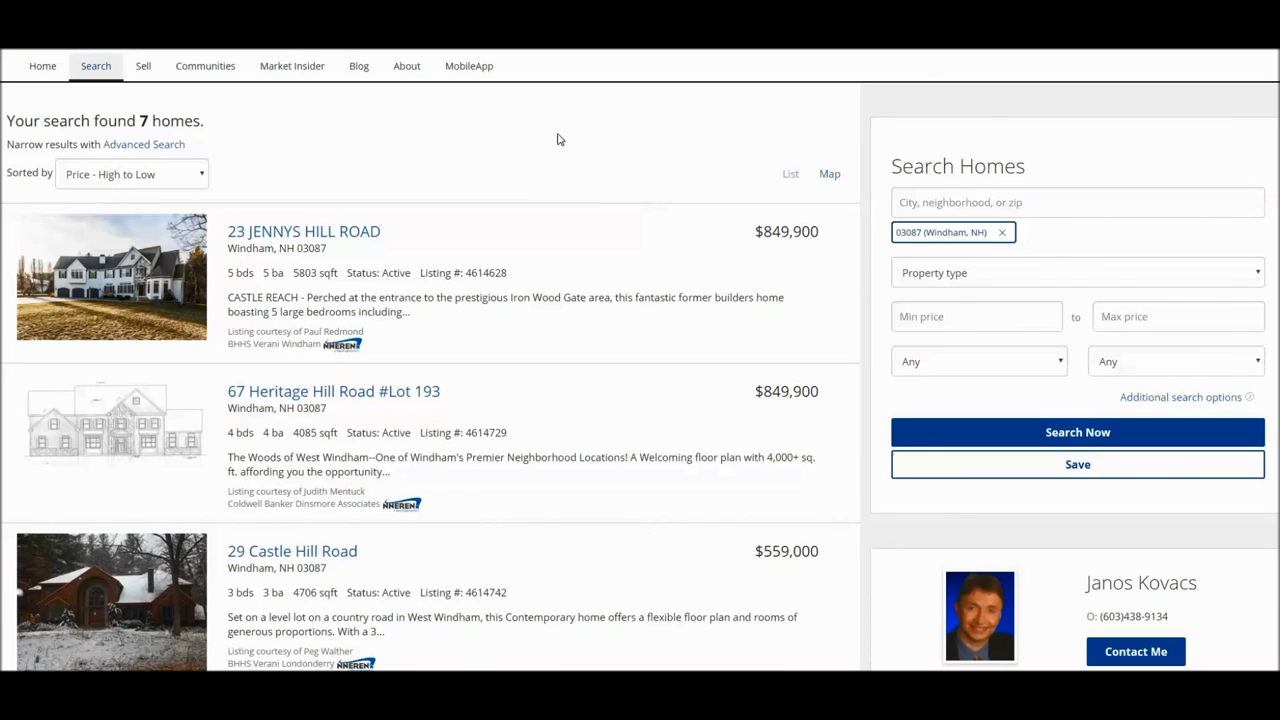 Home Search Sell Communities Market Insider Blog About MobileApp
Your search found 7 homes.
Narrow results with Advanced Search
Sorted by Price - High to Low
List Map
23 JENNYS HILL ROAD $849,900
Windham, NH 03087
5 bds 5 ba 5803 sqft Status: Active Listing #: 4614628
CASTLE REACH - Perched at the entrance to the prestigious Iron Wood Gate area, this fantastic former builders home
boasting 5 large bedrooms including...
Listing courtesy of Paul Redmond
BHHS Verani Windham NNEREN
67 Heritage Hill Road #Lot 193 $849,900
Windham, NH 03087
4 bds 4 ba 4085 sqft Status: Active Listing #: 4614729
The Woods of West Windham--One of Windham's Premier Neighborhood Locations! A Welcoming floor plan with 4,000+ sq.
ft. affording you the opportunity...
Listing courtesy of Judith Mentuck
Coldwell Banker Dinsmore Associates NNEREN
29 Castle Hill Road $559,000
Windham, NH 03087
3 bds 3 ba 4706 sqft Status: Active Listing #: 4614742
Set on a level lot on a country road in West Windham, this Contemporary home offers a flexible floor plan and rooms of
generous proportions. With a 3...
Listing courtesy of Peg Walther
BHHS Verani Londonderry NNEREN
Search Homes
City, neighborhood, or zip
03087 (Windham, NH) ×
Property type
Min price to Max price
Any Any
Additional search options
Search Now
Save
Janos Kovacs
O: (603)438-9134
Contact Me